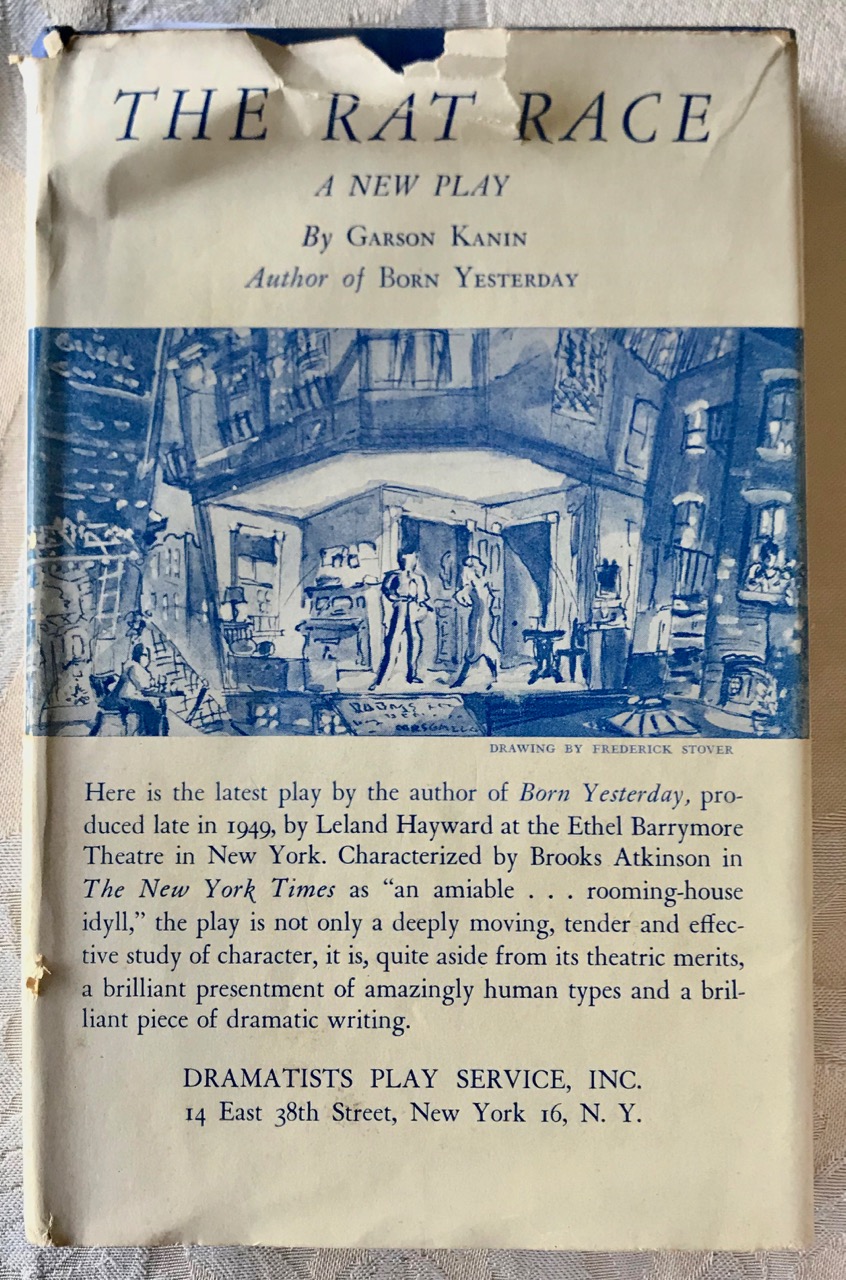 THE RAT RACE
A NEW PLAY
By GARSON KANIN
Author of BORN YESTERDAY
ROOMS TO
DRAWING BY FREDERICK STOVER
Here is the latest play by the author of Born Yesterday, pro-
duced late in 1949, by Leland Hayward at the Ethel Barrymore
Theatre in New York. Characterized by Brooks Atkinson in
The New York Times as “an amiable . . . rooming-house
idyll,” the play is not only a deeply moving, tender and effec-
tive study of character, it is, quite aside from its theatric merits,
a brilliant presentment of amazingly human types and a bril-
liant piece of dramatic writing.
DRAMATISTS PLAY SERVICE, INC.
14 East 38th Street, New York 16, N. Y.